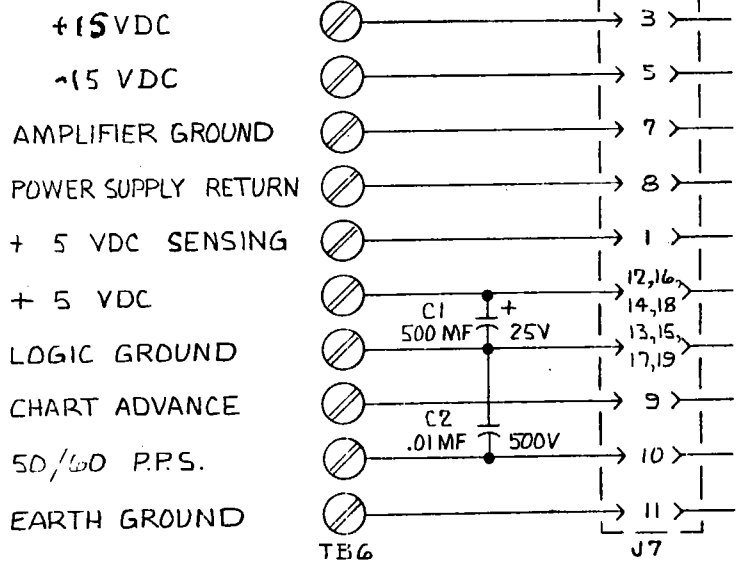 +15 VDC 3
-15 VDC 5
AMPLIFIER GROUND 7
POWER SUPPLY RETURN 8
+ 5 VDC SENSING 1
+ 5 VDC 12,16,
14,18
C1 +
500 MF 25V
LOGIC GROUND 13,15,
17,19
CHART ADVANCE 9
C2
.01MF 500V
50/60 P.P.S. 10
EARTH GROUND 11
TB6 J7